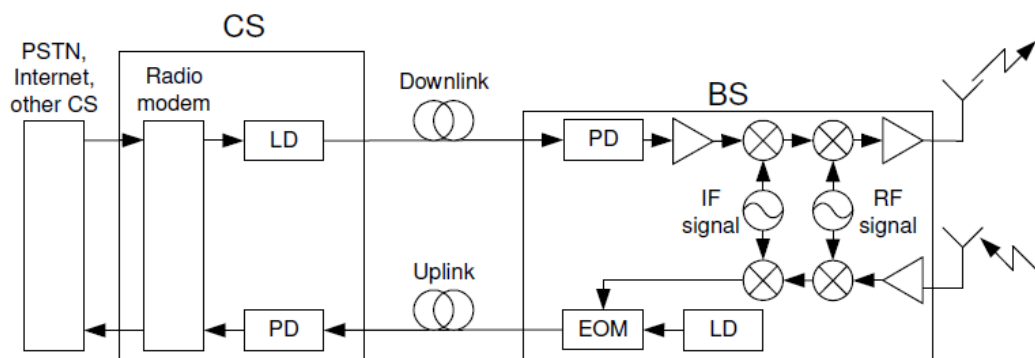 CS
PSTN,
Internet,
other CS
Radio
modem
Downlink
BS
LD
PD
IF
signal
RF
signal
Uplink
PD
EOM
LD